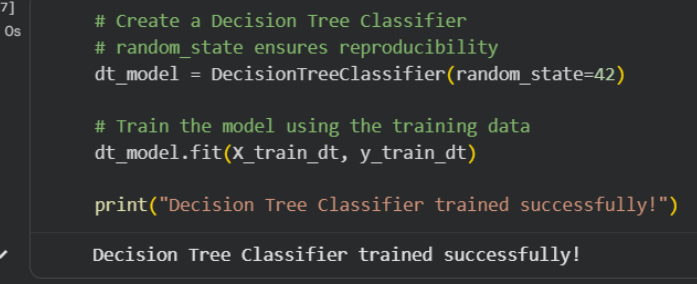 7]
0s
# Create a Decision Tree Classifier
# random_state ensures reproducibility
dt_model = DecisionTreeClassifier(random_state=42)
# Train the model using the training data
dt_model.fit(X_train_dt, y_train_dt)
print("Decision Tree Classifier trained successfully!")
Decision Tree Classifier trained successfully!